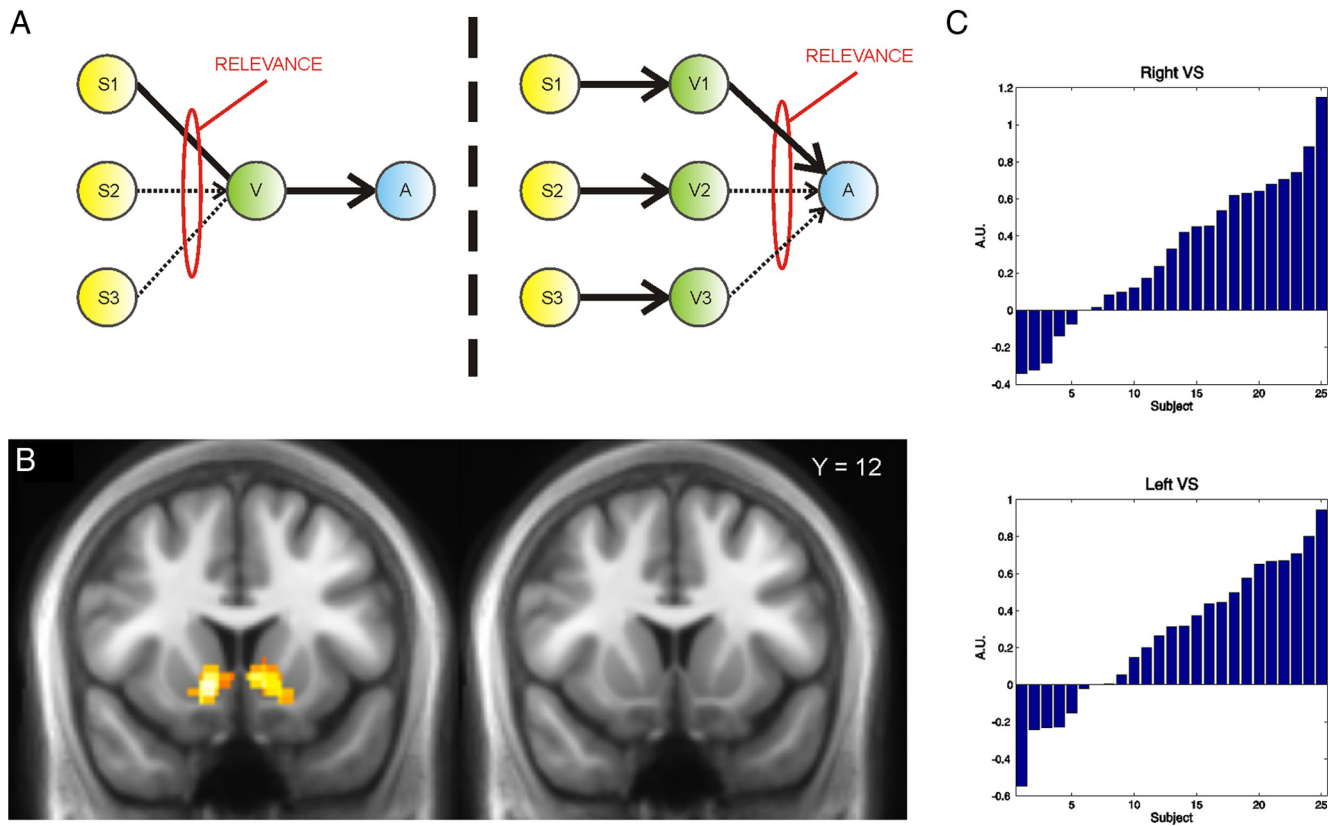 A
RELEVANCE
S1
S2
S3
V
A
RELEVANCE
S1
S2
S3
V1
V2
V3
A
B
Y = 12
C
Right VS
A.U.
1.2
1
0.8
0.6
0.4
0.2
0
-0.2
-0.4
5
10
15
20
25
Subject
Left VS
A.U.
1
0.8
0.6
0.4
0.2
0
-0.2
-0.4
-0.6
5
10
15
20
25
Subject